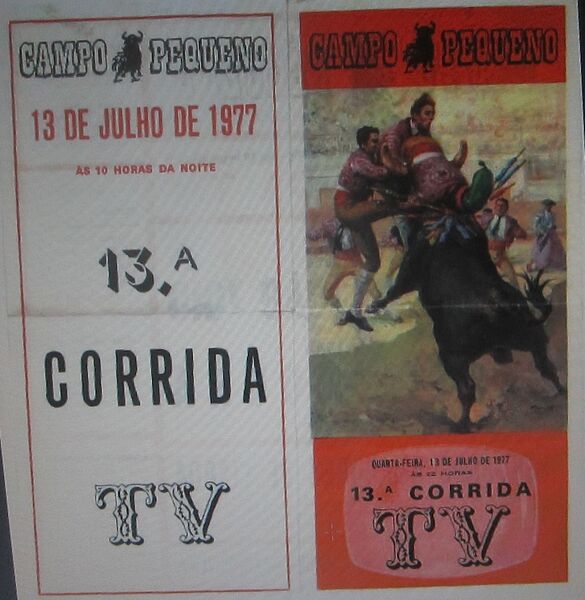 CAMPO PEQUENO
13 DE JULHO DE 1977
ÀS 10 HORAS DA NOITE
13.A
CORRIDA
TV
CAMPO PEQUENO
QUARTA-FEIRA, 13 DE JULHO DE 1977
ÀS 22 HORAS
13.A CORRIDA
TV